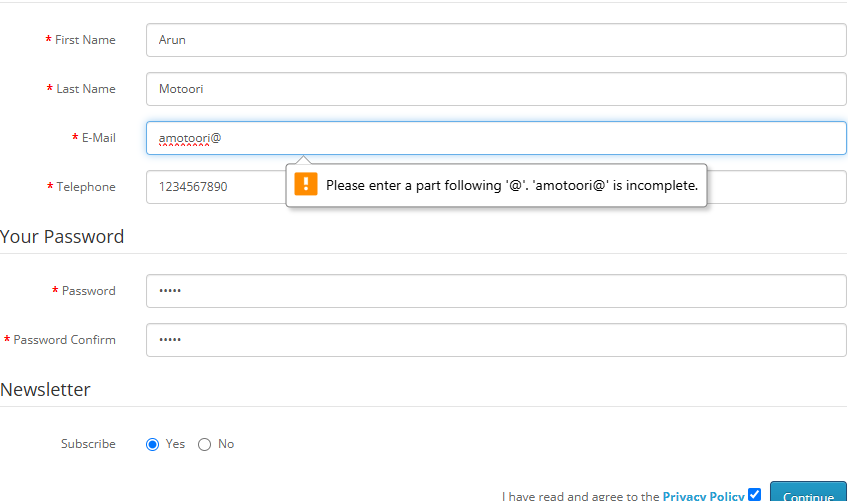 * First Name Arun
* Last Name Motoori
* E-Mail amotoori@
! Please enter a part following '@'. 'amotoori@' is incomplete.
* Telephone 1234567890
Your Password
* Password •••••
* Password Confirm •••••
Newsletter
Subscribe Yes No
I have read and agree to the Privacy Policy Continue